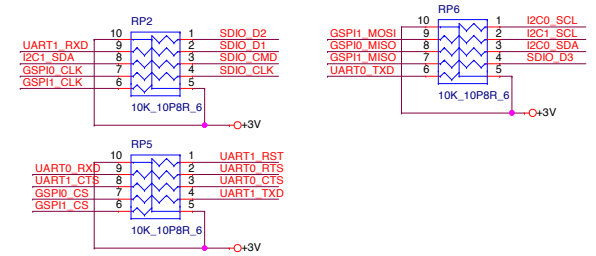 RP2
10 1 SDIO_D2
UART1_RXD 9 2 SDIO_D1
I2C1_SDA 8 3 SDIO_CMD
GSPI0_CLK 7 4 SDIO_CLK
GSPI1_CLK 6 5
10K_10P8R_6
+3V
RP6
10 1 I2C0_SCL
GSPI1_MOSI 9 2 I2C1_SCL
GSPI0_MISO 8 3 I2C0_SDA
GSPI1_MISO 7 4 SDIO_D3
UART0_TXD 6 5
10K_10P8R_6
+3V
RP5
10 1 UART1_RST
UART0_RXD 9 2 UART0_RTS
UART1_CTS 8 3 UART0_CTS
GSPI0_CS 7 4 UART1_TXD
GSPI1_CS 6 5
10K_10P8R_6
+3V